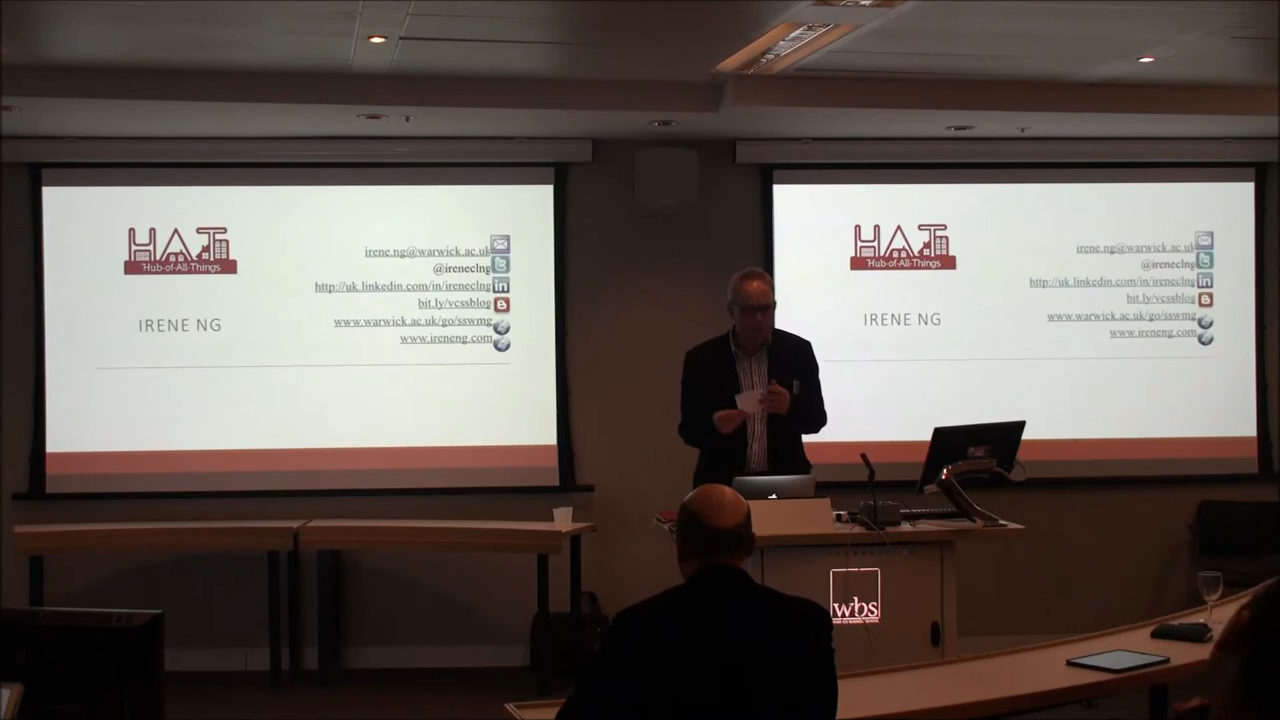 HAT
Hub-of-All-Things
IRENE NG
irene.ng@warwick.ac.uk
@ireneclng
http://uk.linkedin.com/in/ireneclng
bit.ly/vcssblog
www.warwick.ac.uk/go/sswmg
www.ireneng.com
HAT
Hub-of-All-Things
IRENE NG
irene.ng@warwick.ac.uk
@ireneclng
http://uk.linkedin.com/in/ireneclng
bit.ly/vcssblog
www.warwick.ac.uk/go/sswmg
www.ireneng.com
wbs